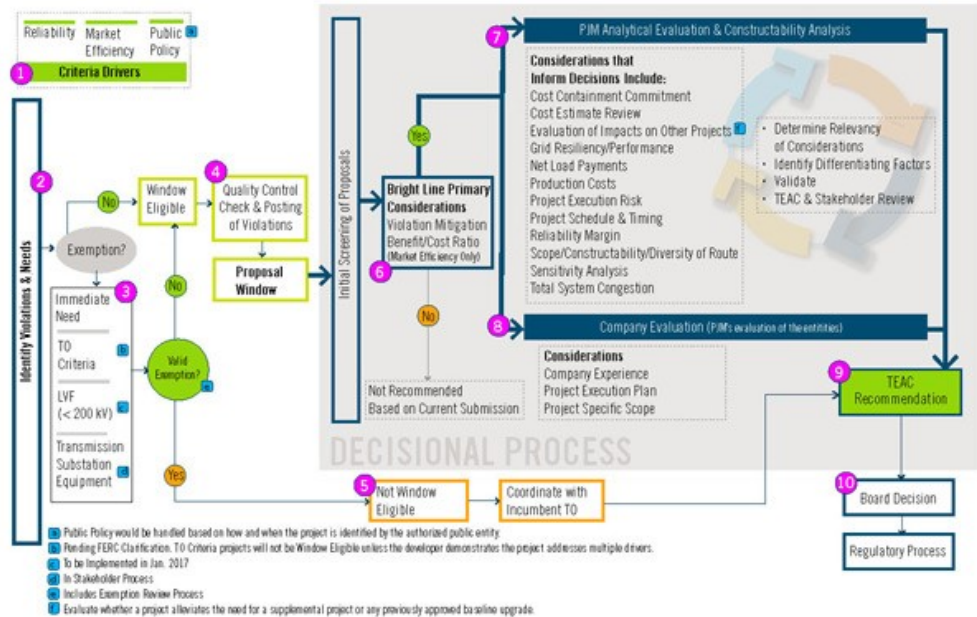 Reliability
Market
Efficiency
Public
Policy
a
1
Criteria Drivers
Identify Violations & Needs
2
Exemption?
No
Window
Eligible
3
Immediate
Need
TO
Criteria
b
LVF
(< 200 kV)
c
Transmission
Substation
Equipment
d
No
Valid
Exemption?
e
Yes
4
Quality Control
Check & Posting
of Violations
Proposal
Window
Initial Screening of Proposals
Yes
Bright Line Primary
Considerations
Violation Mitigation
Benefit/Cost Ratio
(Market Efficiency Only)
6
No
Not Recommended
Based on Current Submission
7
PJM Analytical Evaluation & Constructability Analysis
Considerations that
Inform Decisions Include:
Cost Containment Commitment
Cost Estimate Review
Evaluation of Impacts on Other Projects
f
Grid Resiliency/Performance
Net Load Payments
Production Costs
Project Execution Risk
Project Schedule & Timing
Reliability Margin
Scope/Constructability/Diversity of Route
Sensitivity Analysis
Total System Congestion
• Determine Relevancy
of Considerations
• Identify Differentiating Factors
• Validate
• TEAC & Stakeholder Review
8
Company Evaluation (PJM's evaluation of the entitities)
Considerations
Company Experience
Project Execution Plan
Project Specific Scope
DECISIONAL PROCESS
9
TEAC
Recommendation
5
Not Window
Eligible
Coordinate with
Incumbent TO
10
Board Decision
Regulatory Process
a Public Policy would be handled based on how and when the project is identified by the authorized public entity.
b Pending FERC Clarification. TO Criteria projects will not be Window Eligible unless the developer demonstrates the project addresses multiple drivers.
c To be Implemented in Jan. 2017
d In Stakeholder Process
e Includes Exemption Review Process
f Evaluate whether a project alleviates the need for a supplemental project or any previously approved baseline upgrade.